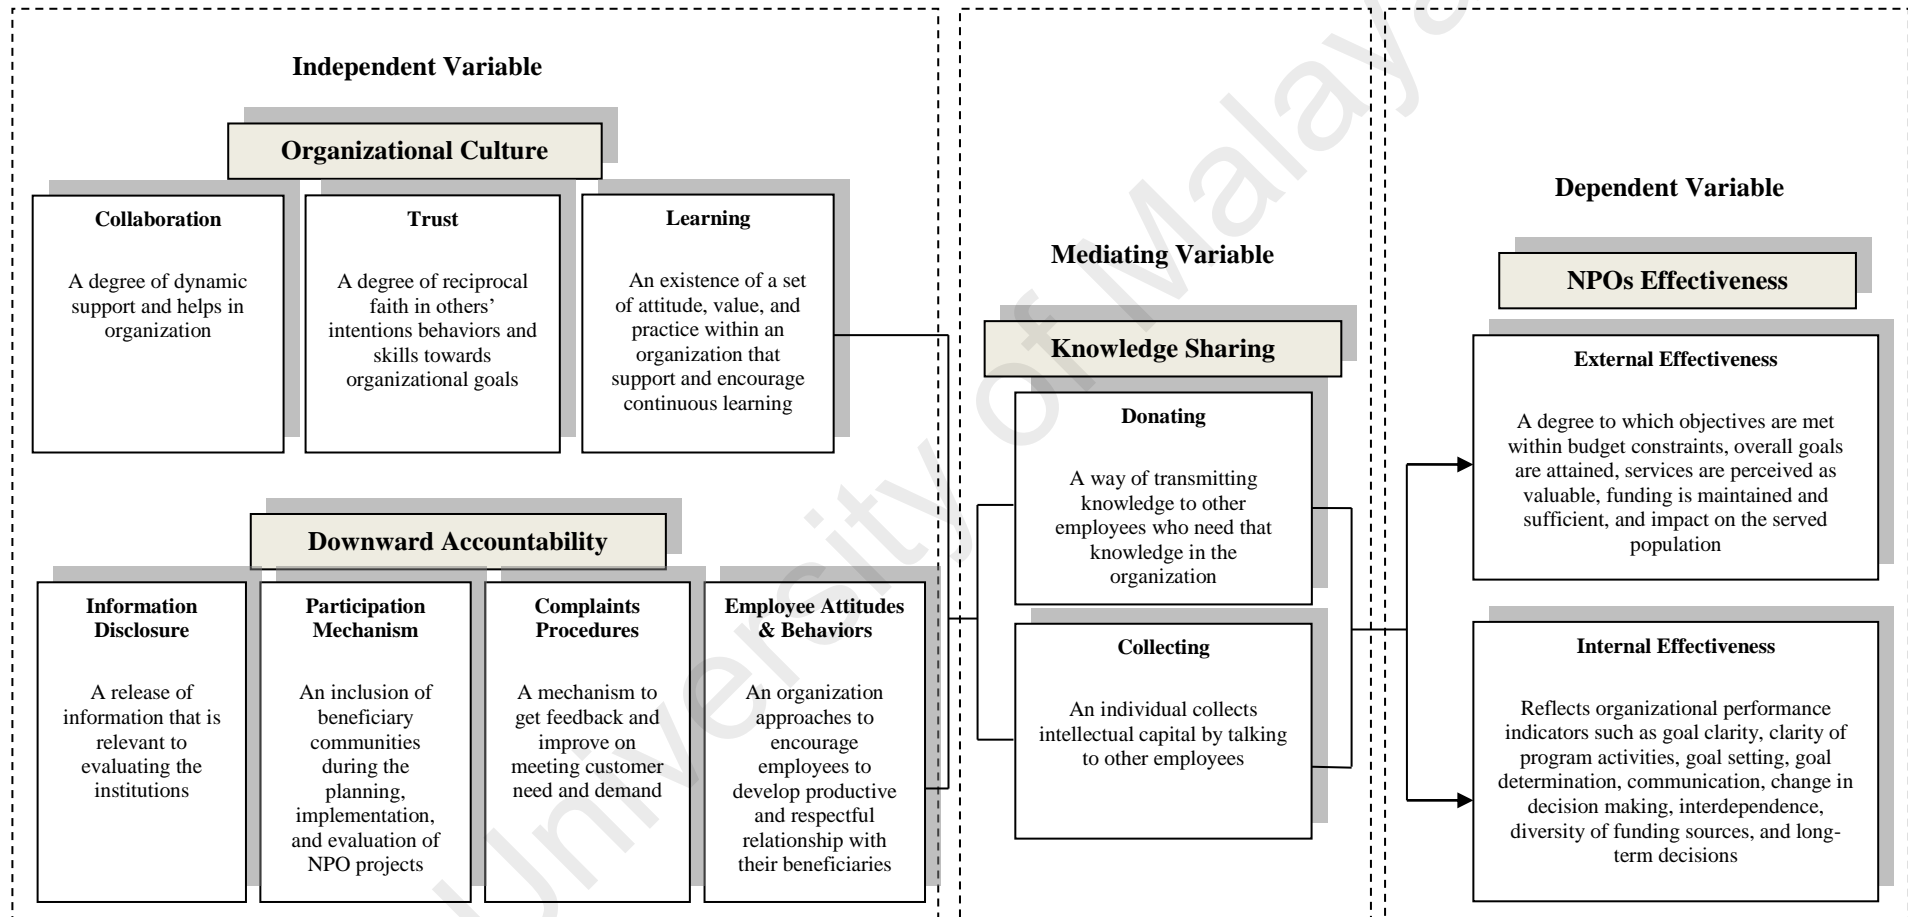 Independent Variable
Organizational Culture
Collaboration
A degree of dynamic
support and helps in
organization
Trust
A degree of reciprocal
faith in others’
intentions behaviors and
skills towards
organizational goals
Learning
An existence of a set
of attitude, value, and
practice within an
organization that
support and encourage
continuous learning
Downward Accountability
Information
Disclosure
A release of
information that is
relevant to
evaluating the
institutions
Participation
Mechanism
An inclusion of
beneficiary
communities
during the
planning,
implementation,
and evaluation of
NPO projects
Complaints
Procedures
A mechanism to
get feedback and
improve on
meeting customer
need and demand
Employee Attitudes
& Behaviors
An organization
approaches to
encourage
employees to
develop productive
and respectful
relationship with
their beneficiaries
Mediating Variable
Knowledge Sharing
Donating
A way of transmitting
knowledge to other
employees who need that
knowledge in the
organization
Collecting
An individual collects
intellectual capital by talking
to other employees
Dependent Variable
NPOs Effectiveness
External Effectiveness
A degree to which objectives are met
within budget constraints, overall goals
are attained, services are perceived as
valuable, funding is maintained and
sufficient, and impact on the served
population
Internal Effectiveness
Reflects organizational performance
indicators such as goal clarity, clarity of
program activities, goal setting, goal
determination, communication, change in
decision making, interdependence,
diversity of funding sources, and long-
term decisions
University of Malaya